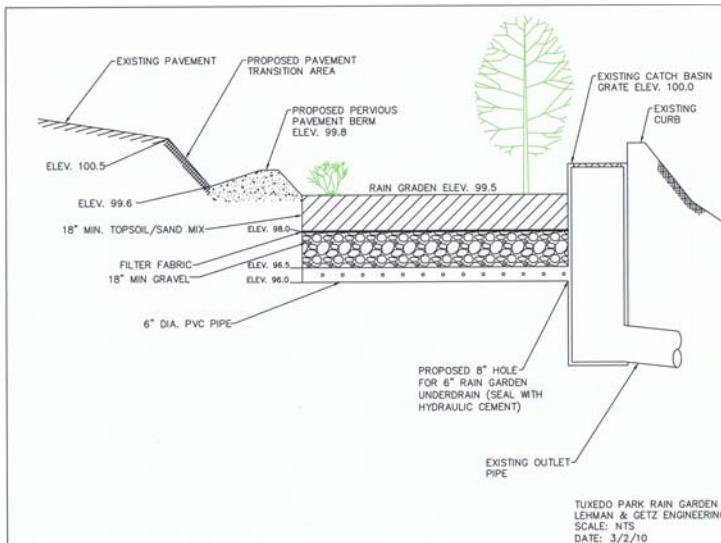 EXISTING PAVEMENT
PROPOSED PAVEMENT
TRANSITION AREA
PROPOSED PERVIOUS
PAVEMENT BERM
ELEV. 99.8
EXISTING CATCH BASIN
GRATE ELEV. 100.0
EXISTING
CURB
ELEV. 100.5
ELEV. 99.6
RAIN GRADEN ELEV. 99.5
18" MIN. TOPSOIL/SAND MIX
ELEV. 98.0
FILTER FABRIC
18" MIN GRAVEL
ELEV. 96.5
ELEV. 96.0
6" DIA. PVC PIPE
PROPOSED 8" HOLE
FOR 6" RAIN GARDEN
UNDERDRAIN (SEAL WITH
HYDRAULIC CEMENT)
EXISTING OUTLET
PIPE
TUXEDO PARK RAIN GARDEN
LEHMAN & GETZ ENGINEERING
SCALE: NTS
DATE: 3/2/10